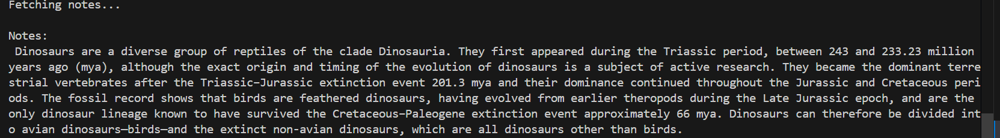 Fetching notes...
Notes:
Dinosaurs are a diverse group of reptiles of the clade Dinosauria. They first appeared during the Triassic period, between 243 and 233.23 million
years ago (mya), although the exact origin and timing of the evolution of dinosaurs is a subject of active research. They became the dominant terre
strial vertebrates after the Triassic–Jurassic extinction event 201.3 mya and their dominance continued throughout the Jurassic and Cretaceous peri
ods. The fossil record shows that birds are feathered dinosaurs, having evolved from earlier theropods during the Late Jurassic epoch, and are the
only dinosaur lineage known to have survived the Cretaceous–Paleogene extinction event approximately 66 mya. Dinosaurs can therefore be divided int
o avian dinosaurs—birds—and the extinct non-avian dinosaurs, which are all dinosaurs other than birds.